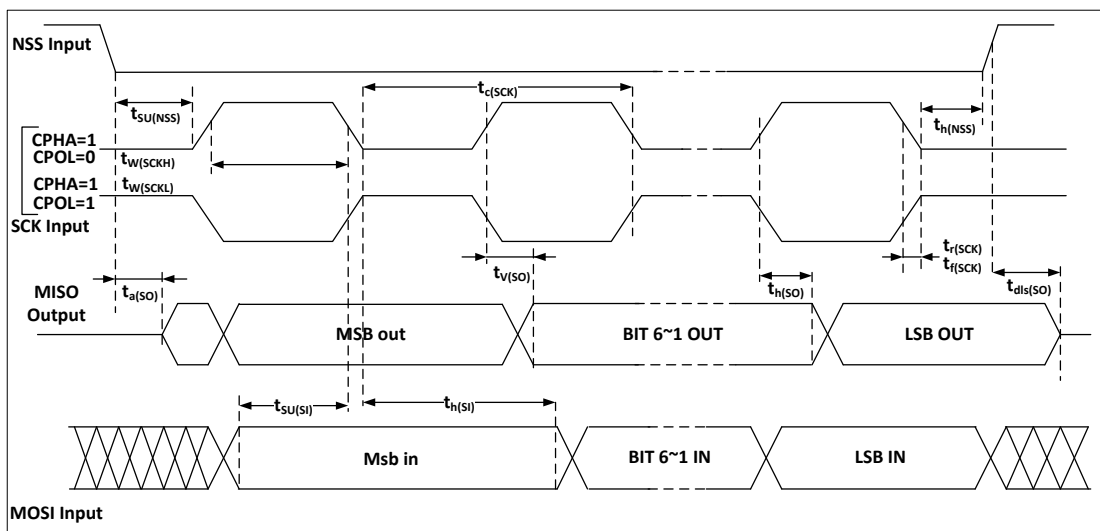 NSS Input
tc(SCK)
tSU(NSS)
th(NSS)
CPHA=1
CPOL=0
tW(SCKH)
CPHA=1
tW(SCKL)
CPOL=1
SCK Input
tr(SCK)
tV(SO)
tf(SCK)
ta(SO)
th(SO)
tdIs(SO)
MISO
Output
MSB out
BIT 6~1 OUT
LSB OUT
tSU(SI)
th(SI)
Msb in
BIT 6~1 IN
LSB IN
MOSI Input